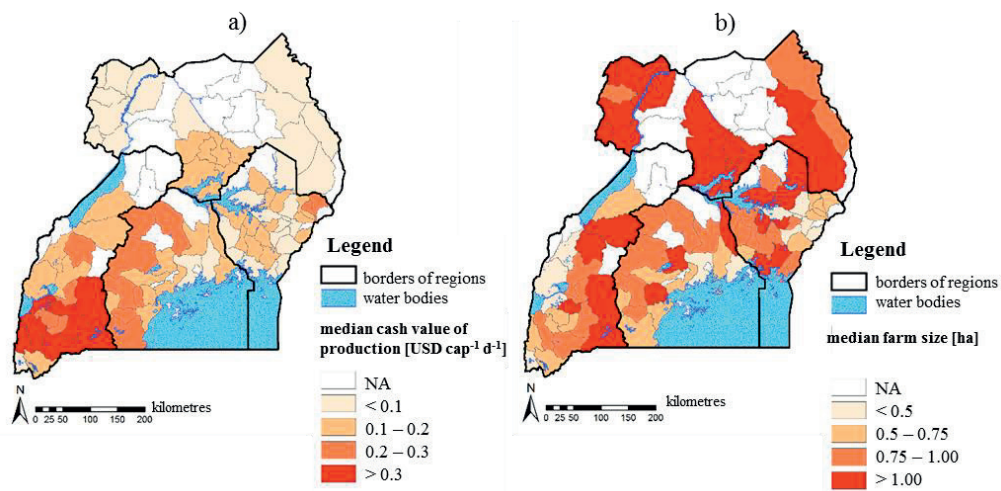 a)
Legend
borders of regions
water bodies
median cash value of
production [USD cap⁻¹ d⁻¹]
NA
< 0.1
0.1 – 0.2
0.2 – 0.3
> 0.3
N
kilometres
0 25 50 100 150 200
b)
Legend
borders of regions
water bodies
median farm size [ha]
NA
< 0.5
0.5 – 0.75
0.75 – 1.00
> 1.00
N
kilometres
0 25 50 100 150 200